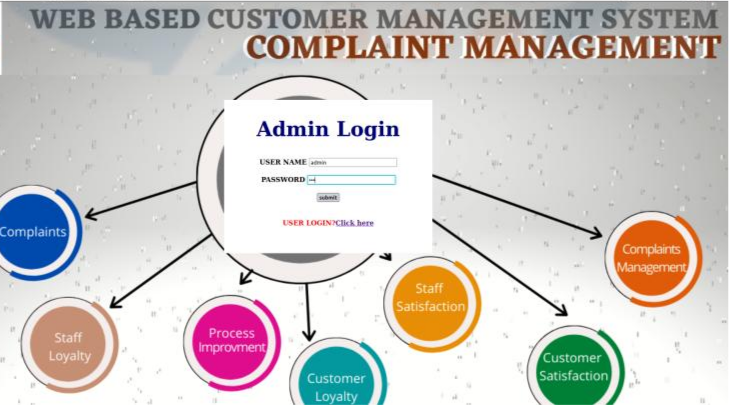 WEB BASED CUSTOMER MANAGEMENT SYSTEM
COMPLAINT MANAGEMENT
Admin Login
USER NAME admin
PASSWORD
submit
USER LOGIN?Click here
Complaints
Complaints
Management
Staff
Satisfaction
Staff
Loyalty
Process
Improvment
Customer
Loyalty
Customer
Satisfaction